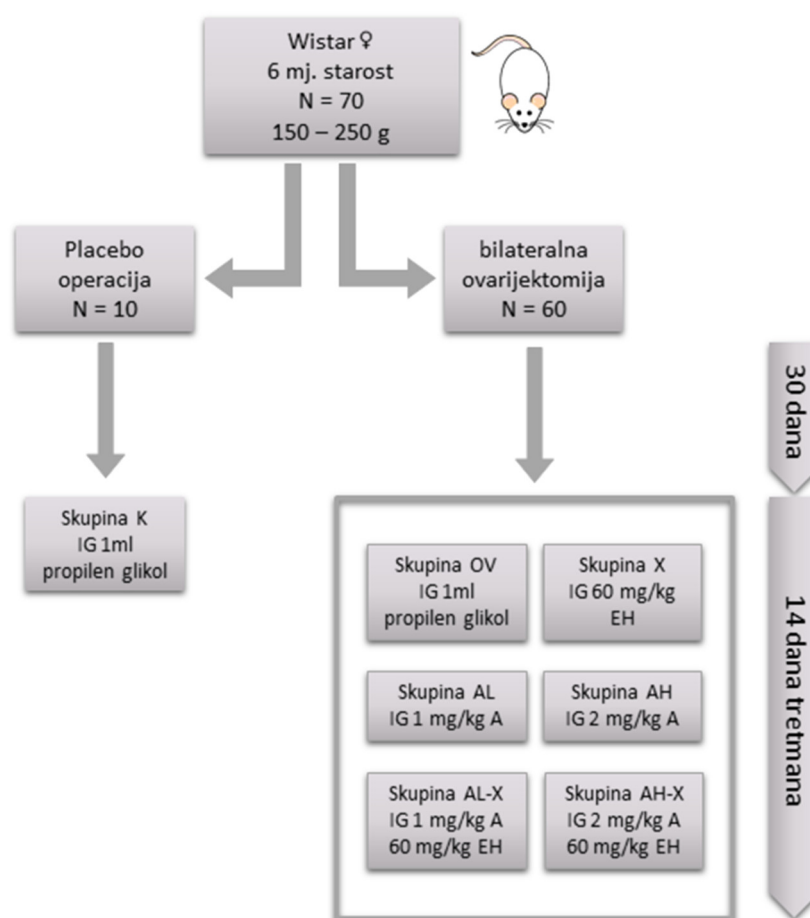 Wistar ♀
6 mj. starost
N = 70
150 – 250 g
Placebo
operacija
N = 10
bilateralna
ovarijektomija
N = 60
30 dana
Skupina K
IG 1ml
propilen glikol
Skupina OV
IG 1ml
propilen glikol
Skupina X
IG 60 mg/kg
EH
Skupina AL
IG 1 mg/kg A
Skupina AH
IG 2 mg/kg A
Skupina AL-X
IG 1 mg/kg A
60 mg/kg EH
Skupina AH-X
IG 2 mg/kg A
60 mg/kg EH
14 dana tretmana